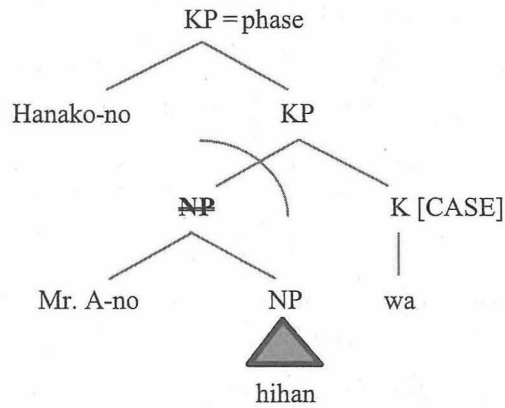 KP = phase
Hanako-no KP
NP K [CASE]
Mr. A-no NP wa
hihan